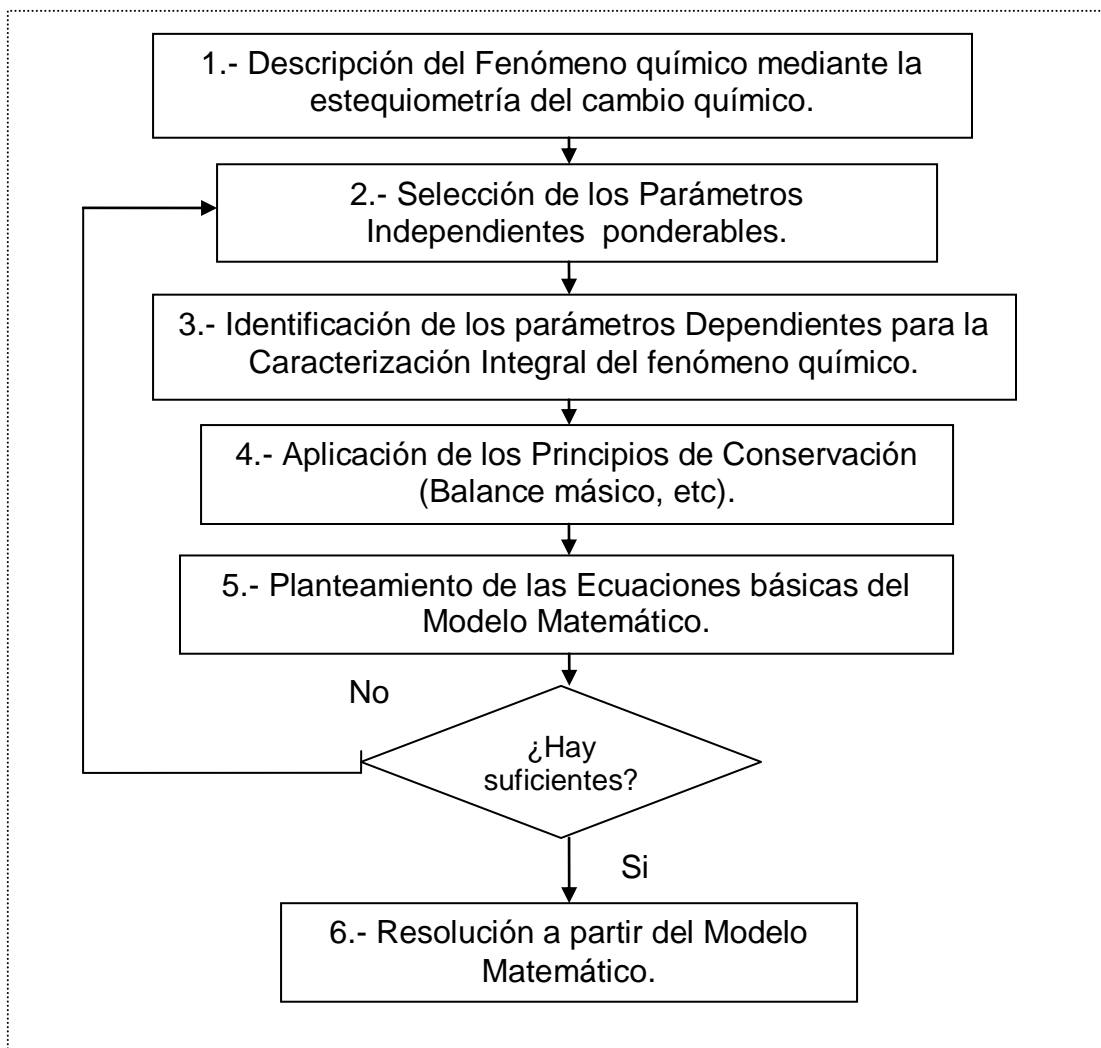 1.- Descripción del Fenómeno químico mediante la
estequiometría del cambio químico.
2.- Selección de los Parámetros
Independientes ponderables.
3.- Identificación de los parámetros Dependientes para la
Caracterización Integral del fenómeno químico.
4.- Aplicación de los Principios de Conservación
(Balance másico, etc).
5.- Planteamiento de las Ecuaciones básicas del
Modelo Matemático.
No
¿Hay
suficientes?
Si
6.- Resolución a partir del Modelo
Matemático.